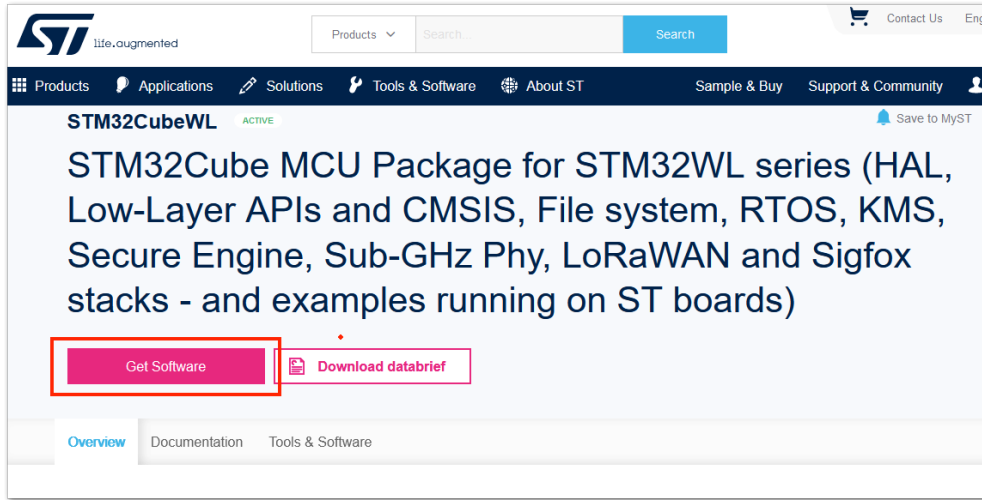 ST life.augmented
Products
Search...
Search
Contact Us
Eng
Products
Applications
Solutions
Tools & Software
About ST
Sample & Buy
Support & Community
STM32CubeWL
ACTIVE
Save to MyST
STM32Cube MCU Package for STM32WL series (HAL,
Low-Layer APIs and CMSIS, File system, RTOS, KMS,
Secure Engine, Sub-GHz Phy, LoRaWAN and Sigfox
stacks - and examples running on ST boards)
Get Software
Download databrief
Overview
Documentation
Tools & Software